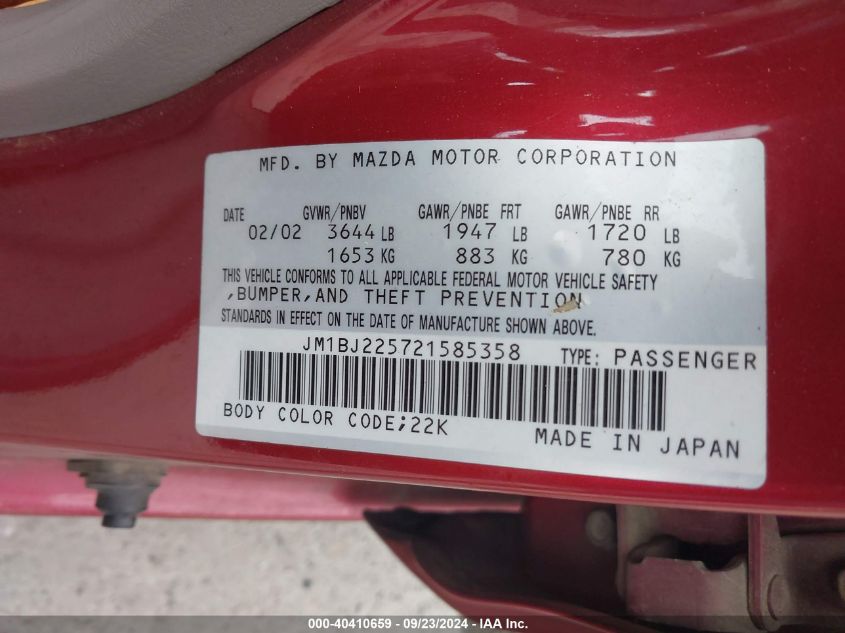 MFD. BY MAZDA MOTOR CORPORATION
DATE GVWR/PNBV GAWR/PNBE FRT GAWR/PNBE RR
02/02 3644 LB 1947 LB 1720 LB
1653 KG 883 KG 780 KG
THIS VEHICLE CONFORMS TO ALL APPLICABLE FEDERAL MOTOR VEHICLE SAFETY
,BUMPER,AND THEFT PREVENTION
STANDARDS IN EFFECT ON THE DATE OF MANUFACTURE SHOWN ABOVE.
JM1BJ225721585358 TYPE: PASSENGER
BODY COLOR CODE;22K
MADE IN JAPAN
000-40410659 - 09/23/2024 - IAA Inc.